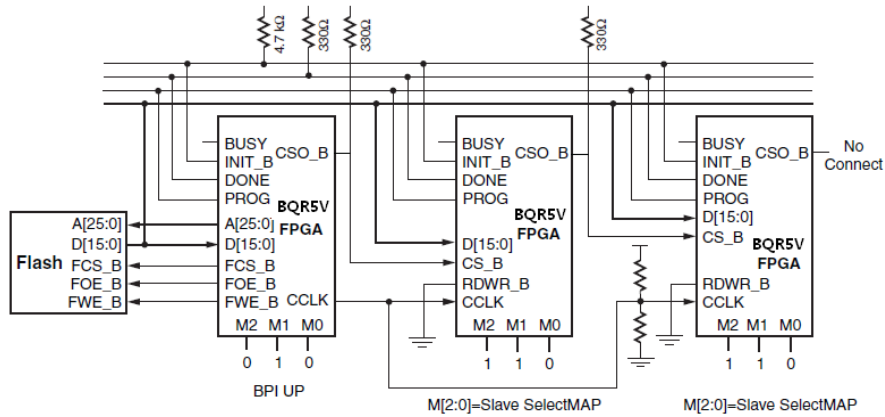 4.7 kΩ
330Ω
330Ω
330Ω
BUSY
INIT_B
DONE
PROG
A[25:0]
D[15:0]
FCS_B
FOE_B
FWE_B
CSO_B
BQR5V
FPGA
CCLK
M2 M1 M0
0 1 0
BPI UP
A[25:0]
D[15:0]
Flash
FCS_B
FOE_B
FWE_B
BUSY
INIT_B
DONE
PROG
CSO_B
BQR5V
FPGA
D[15:0]
CS_B
RDWR_B
CCLK
M2 M1 M0
1 1 0
M[2:0]=Slave SelectMAP
BUSY
INIT_B
DONE
PROG
CSO_B
No
Connect
D[15:0]
CS_B
BQR5V
FPGA
RDWR_B
CCLK
M2 M1 M0
1 1 0
M[2:0]=Slave SelectMAP